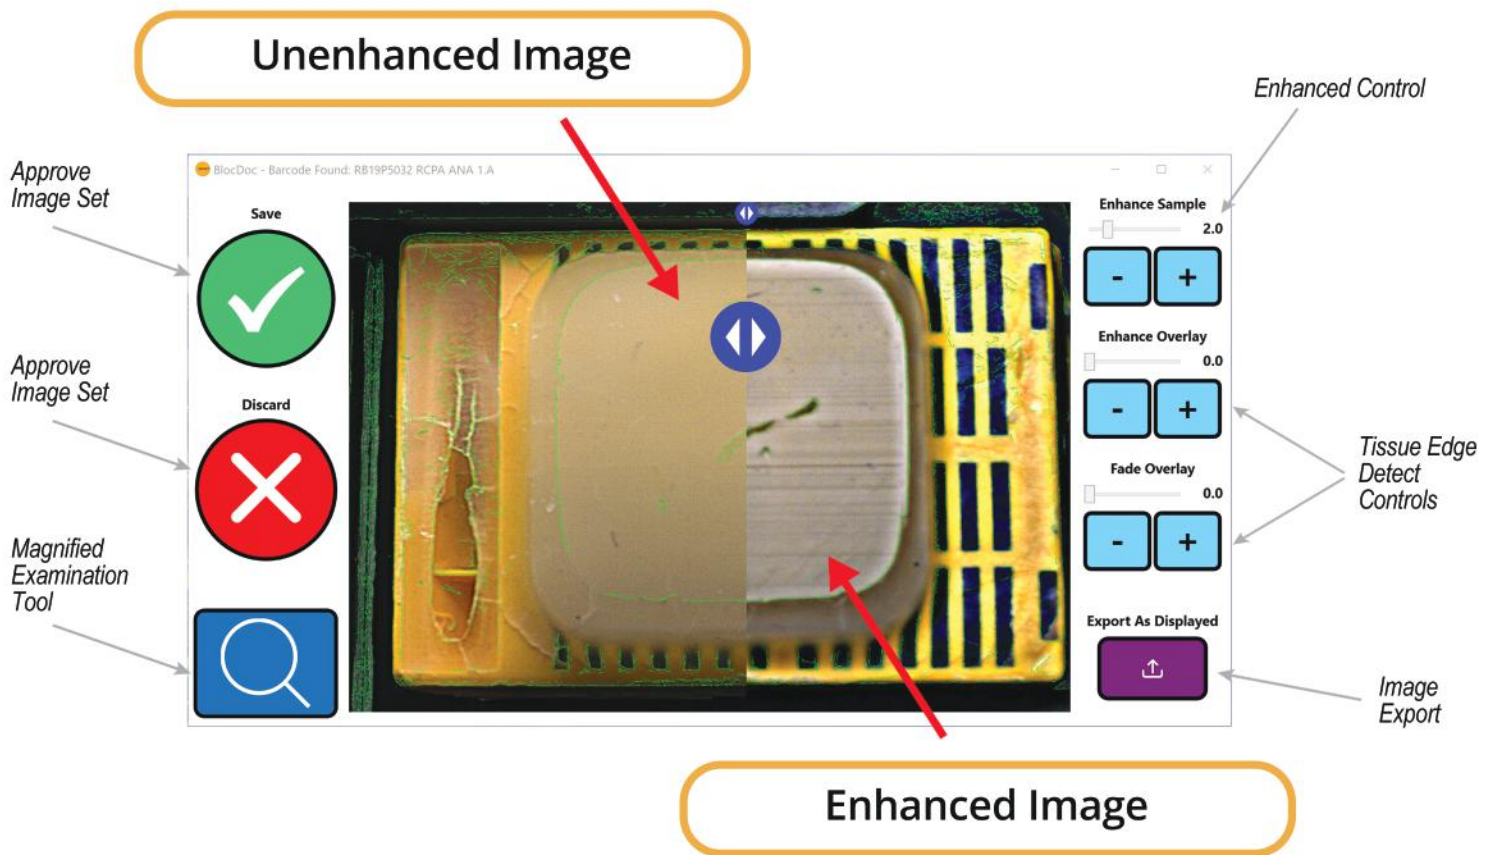 Unenhanced Image
Enhanced Control
Approve
Image Set
BlocDoc - Barcode Found: RB19P5032 RCPA ANA 1.A
Save
Enhance Sample
2.0
- +
Approve
Image Set
Discard
Enhance Overlay
0.0
- +
Tissue Edge
Detect
Controls
Fade Overlay
0.0
- +
Magnified
Examination
Tool
Export As Displayed
Image
Export
Enhanced Image